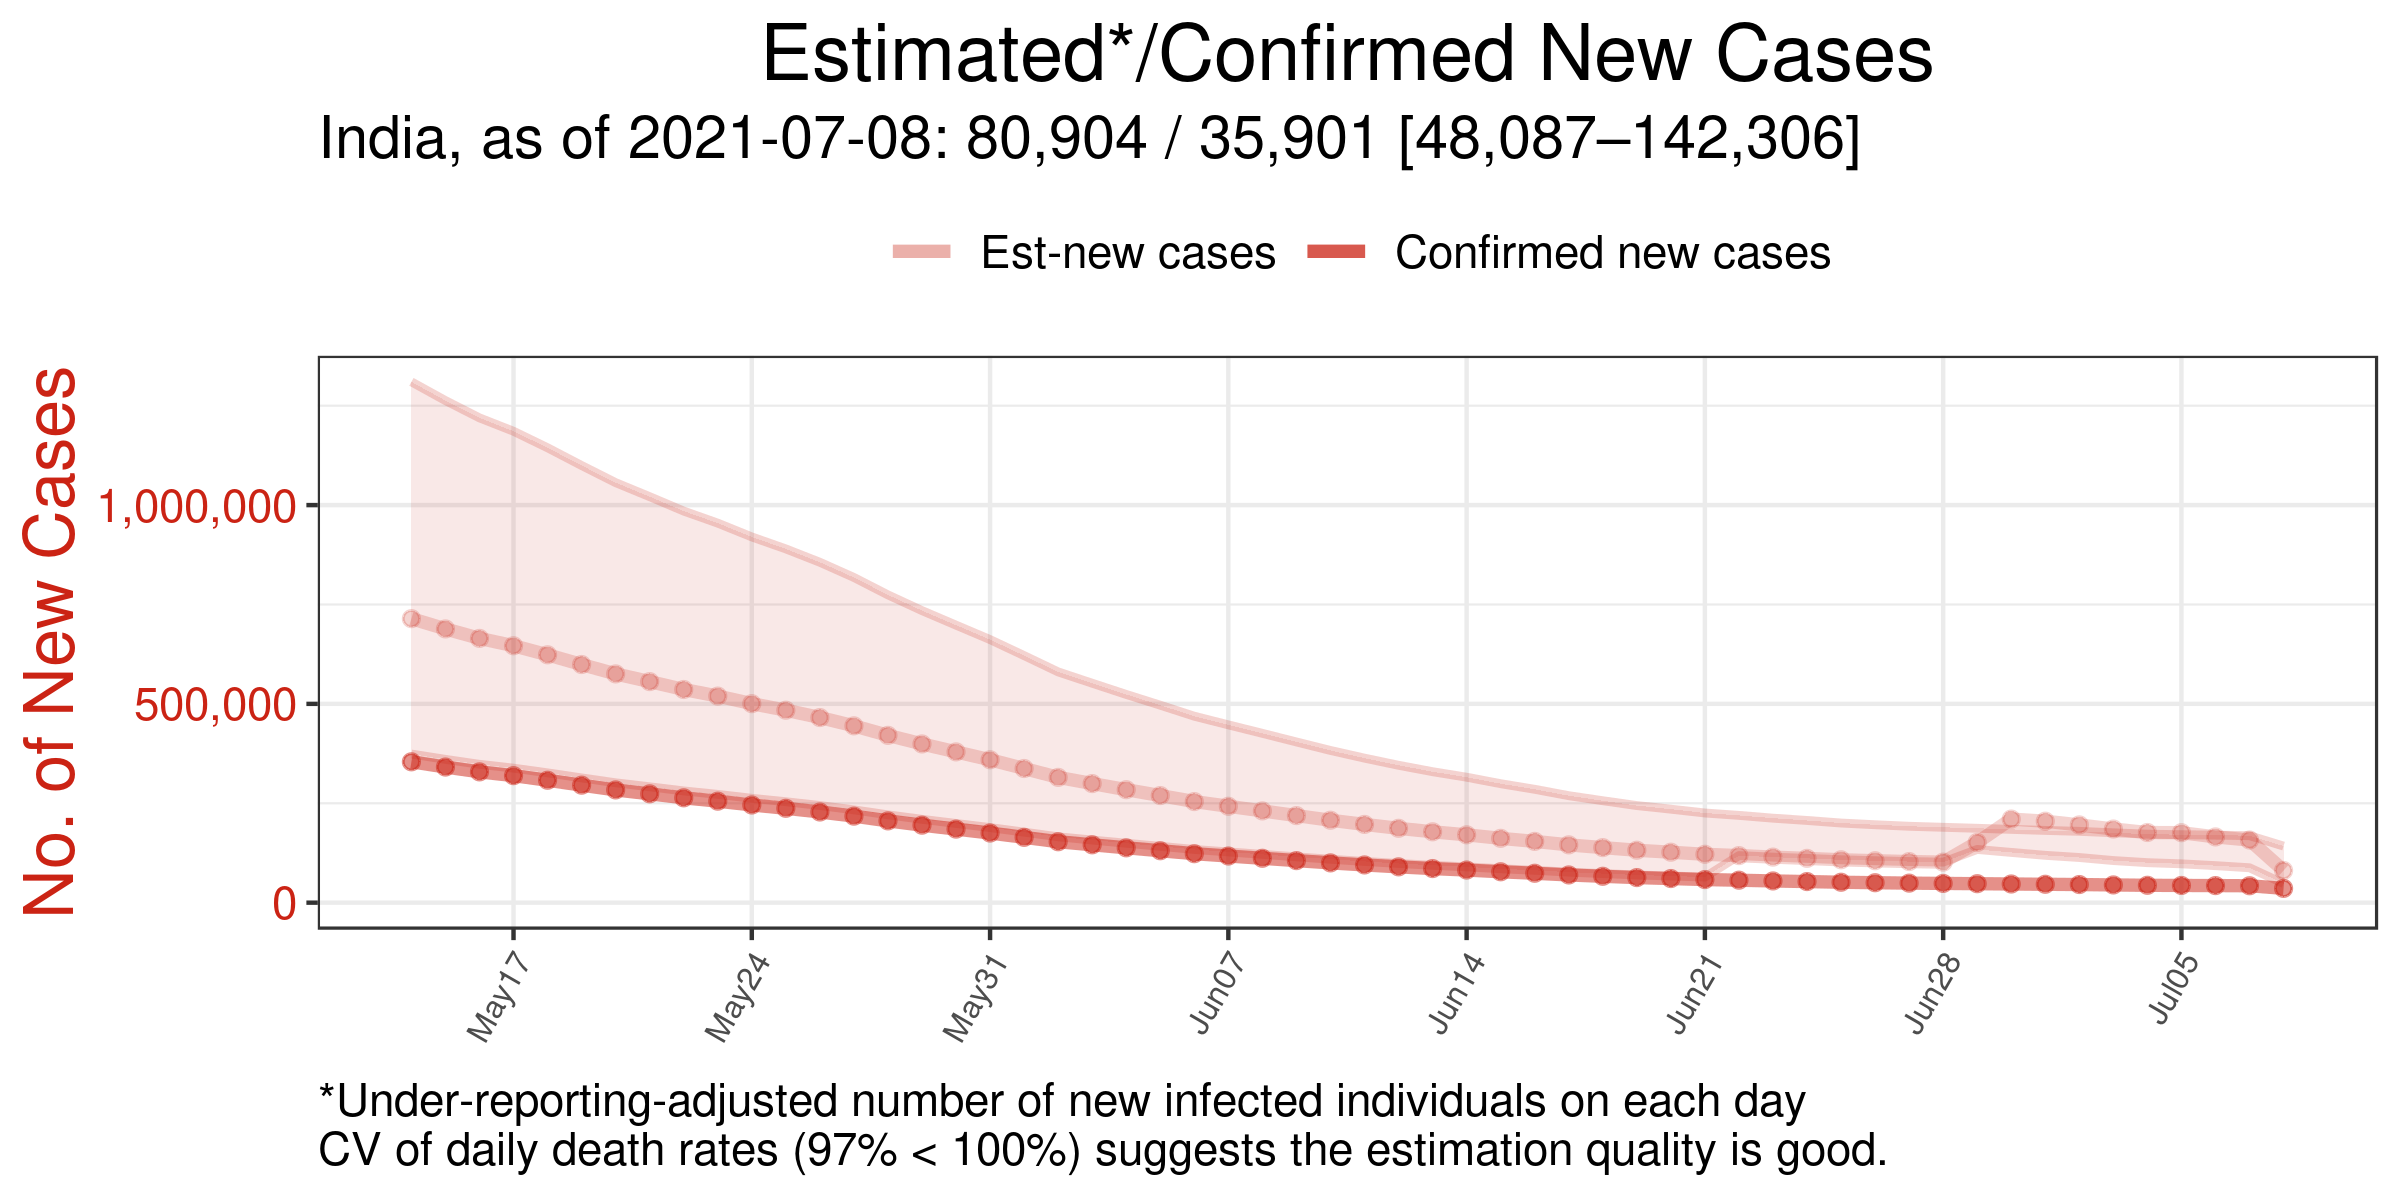 Estimated*/Confirmed New Cases
India, as of 2021-07-08: 80,904 / 35,901 [48,087–142,306]
Est-new cases Confirmed new cases
No. of New Cases
1,000,000
500,000
0
May17 May24 May31 Jun07 Jun14 Jun21 Jun28 Jul05
*Under-reporting-adjusted number of new infected individuals on each day
CV of daily death rates (97% < 100%) suggests the estimation quality is good.